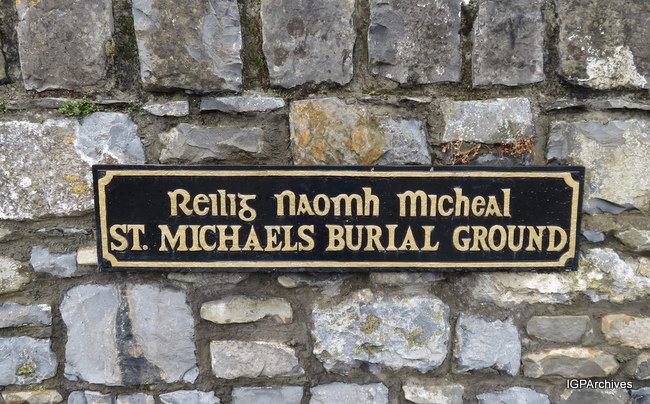 Reilig Naomh Micheal
ST. MICHAELS BURIAL GROUND
IGPArchives